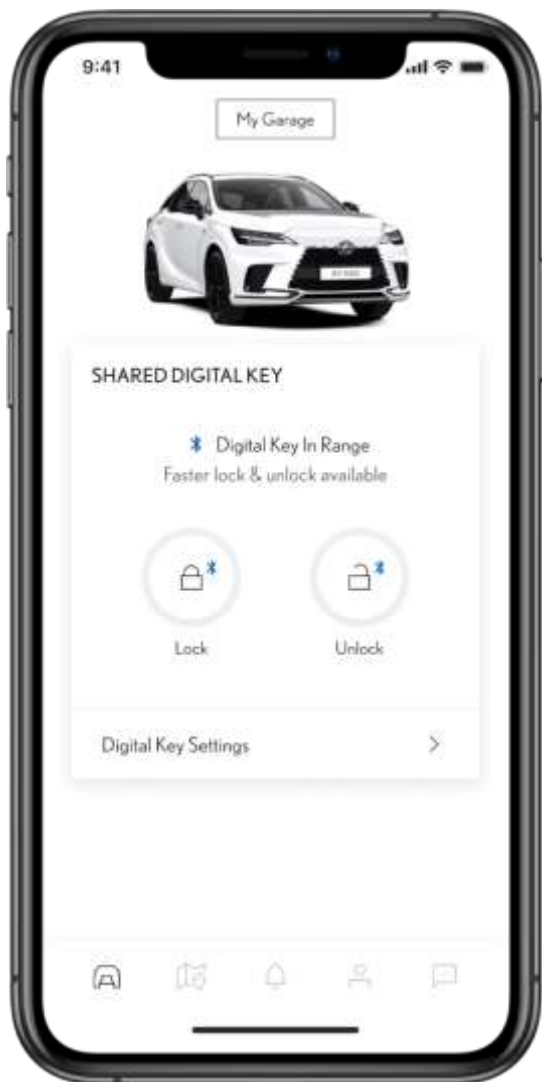 9:41
My Garage
SHARED DIGITAL KEY
Digital Key In Range
Faster lock & unlock available
Lock
Unlock
Digital Key Settings